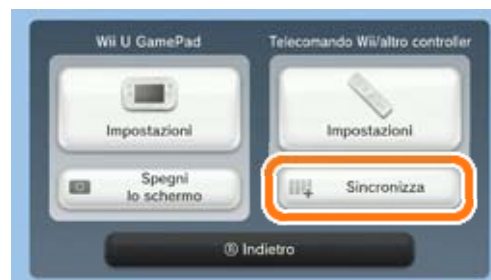 Wii U GamePad
Telecomando Wii/altro controller
Impostazioni
Impostazioni
Spegni
lo schermo
Sincronizza
Ⓑ Indietro